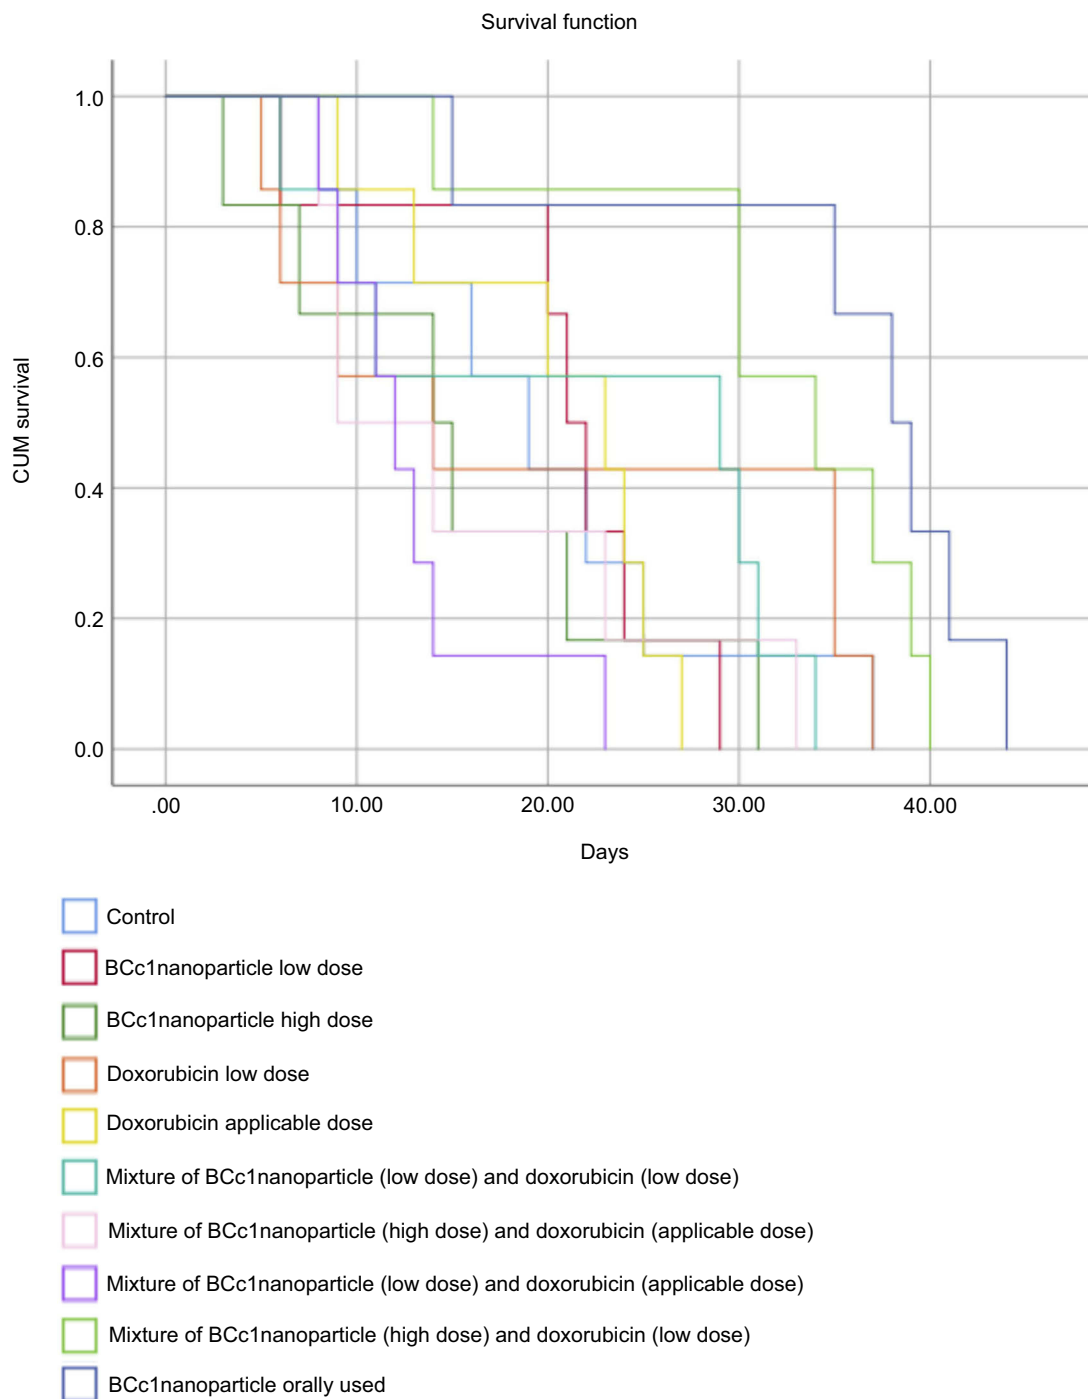 Survival function
CUM survival
1.0
0.8
0.6
0.4
0.2
0.0
.00 10.00 20.00 30.00 40.00
Days
Control
BCc1nanoparticle low dose
BCc1nanoparticle high dose
Doxorubicin low dose
Doxorubicin applicable dose
Mixture of BCc1nanoparticle (low dose) and doxorubicin (low dose)
Mixture of BCc1nanoparticle (high dose) and doxorubicin (applicable dose)
Mixture of BCc1nanoparticle (low dose) and doxorubicin (applicable dose)
Mixture of BCc1nanoparticle (high dose) and doxorubicin (low dose)
BCc1nanoparticle orally used